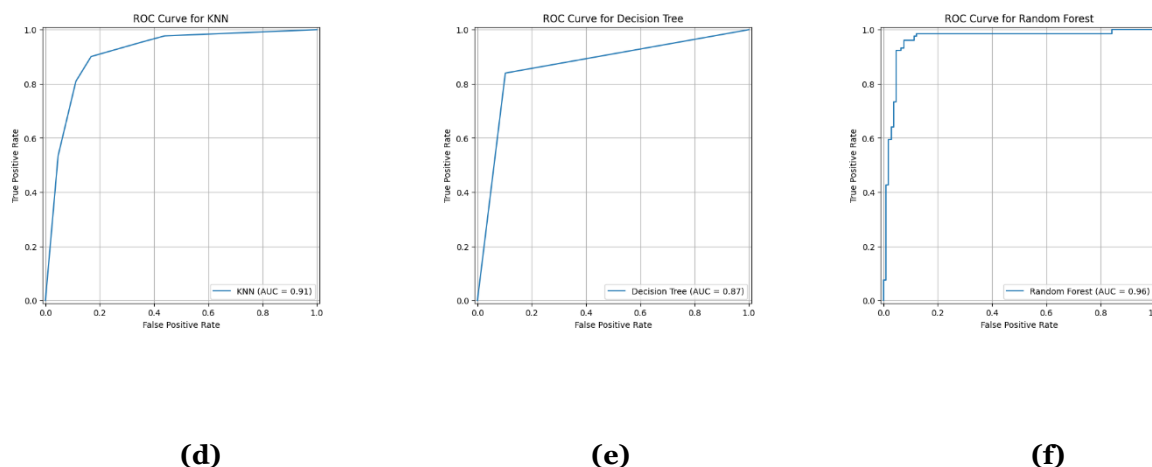 ROC Curve for KNN
1.0
0.8
0.6
0.4
0.2
0.0
True Positive Rate
KNN (AUC = 0.91)
0.0 0.2 0.4 0.6 0.8 1.0
False Positive Rate
(d)
ROC Curve for Decision Tree
1.0
0.8
0.6
0.4
0.2
0.0
True Positive Rate
Decision Tree (AUC = 0.87)
0.0 0.2 0.4 0.6 0.8 1.0
False Positive Rate
(e)
ROC Curve for Random Forest
1.0
0.8
0.6
0.4
0.2
0.0
True Positive Rate
Random Forest (AUC = 0.96)
0.0 0.2 0.4 0.6 0.8
False Positive Rate
(f)